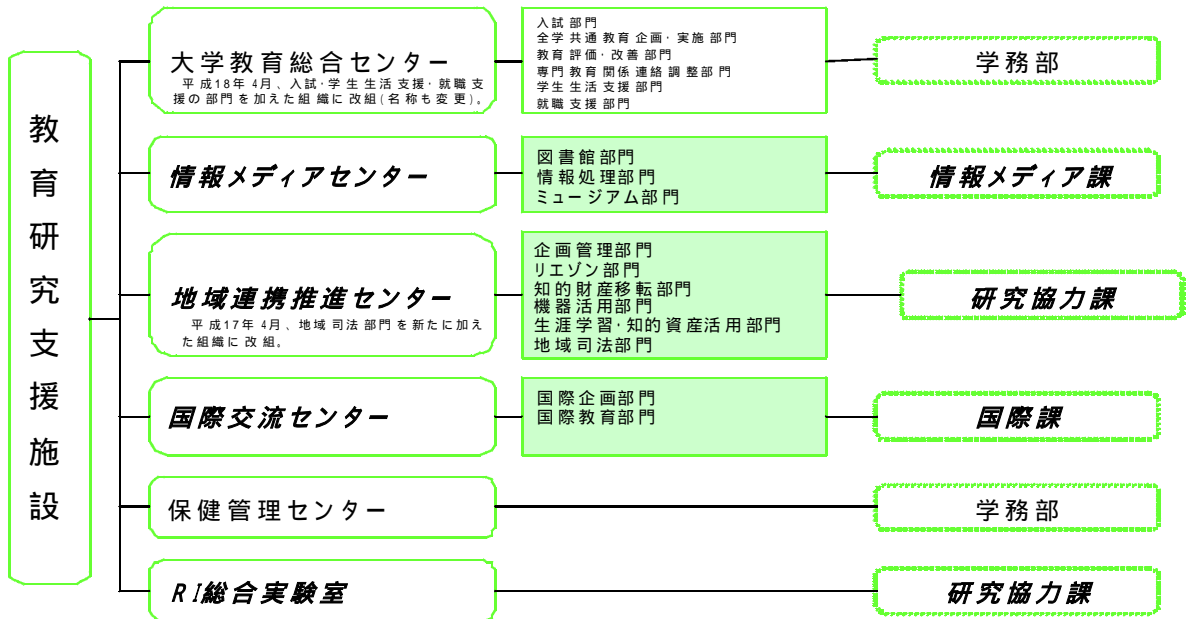 教育研究支援施設
大学教育総合センター
平成18年4月、入試・学生生活支援・就職支
援の部門を加えた組織に改組(名称も変更)。
入試部門
全学共通教育企画・実施部門
教育評価・改善部門
専門教育関係連絡調整部門
学生生活支援部門
就職支援部門
学務部
情報メディアセンター
図書館部門
情報処理部門
ミュージアム部門
情報メディア課
地域連携推進センター
平成17年4月、地域司法部門を新たに加え
た組織に改組。
企画管理部門
リエゾン部門
知的財産移転部門
機器活用部門
生涯学習・知的資産活用部門
地域司法部門
研究協力課
国際交流センター
国際企画部門
国際教育部門
国際課
保健管理センター
学務部
RI総合実験室
研究協力課